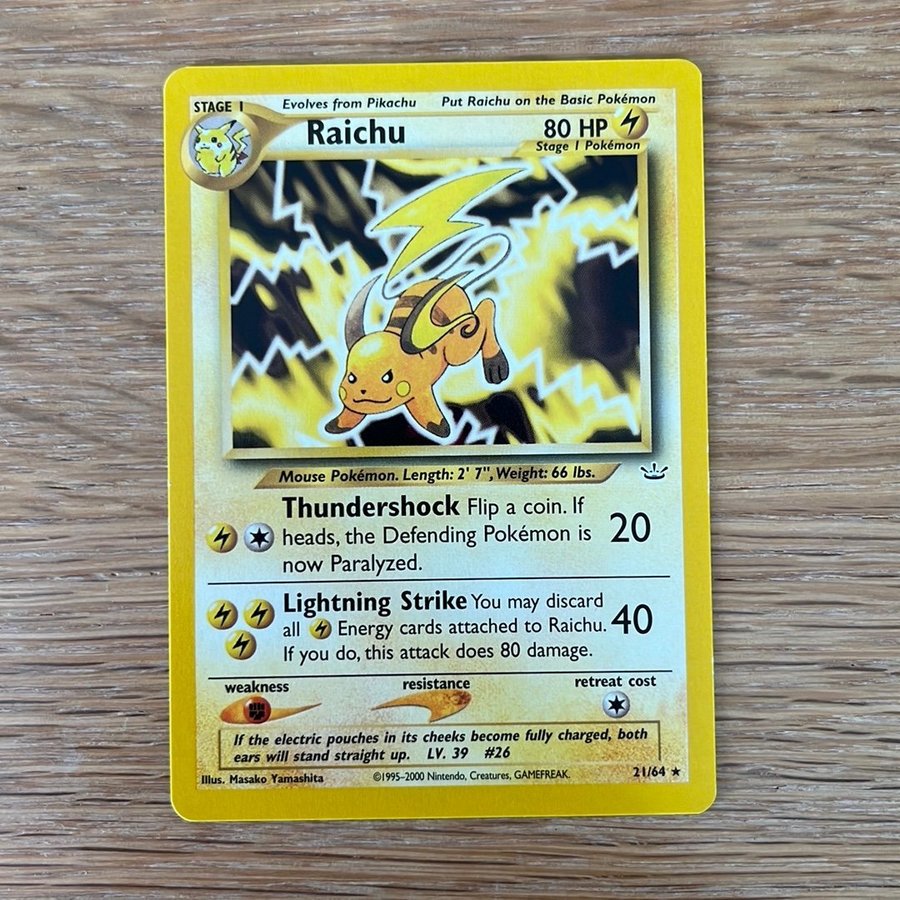 STAGE 1 Evolves from Pikachu Put Raichu on the Basic Pokémon
Raichu 80 HP
Stage 1 Pokémon
Mouse Pokémon. Length: 2' 7", Weight: 66 lbs.
Thundershock Flip a coin. If
heads, the Defending Pokémon is
now Paralyzed.
20
Lightning Strike You may discard
all Energy cards attached to Raichu.
If you do, this attack does 80 damage.
40
weakness resistance retreat cost
If the electric pouches in its cheeks become fully charged, both
ears will stand straight up. LV. 39 #26
Illus. Masako Yamashita ©1995–2000 Nintendo, Creatures, GAMEFREAK. 21/64 ★